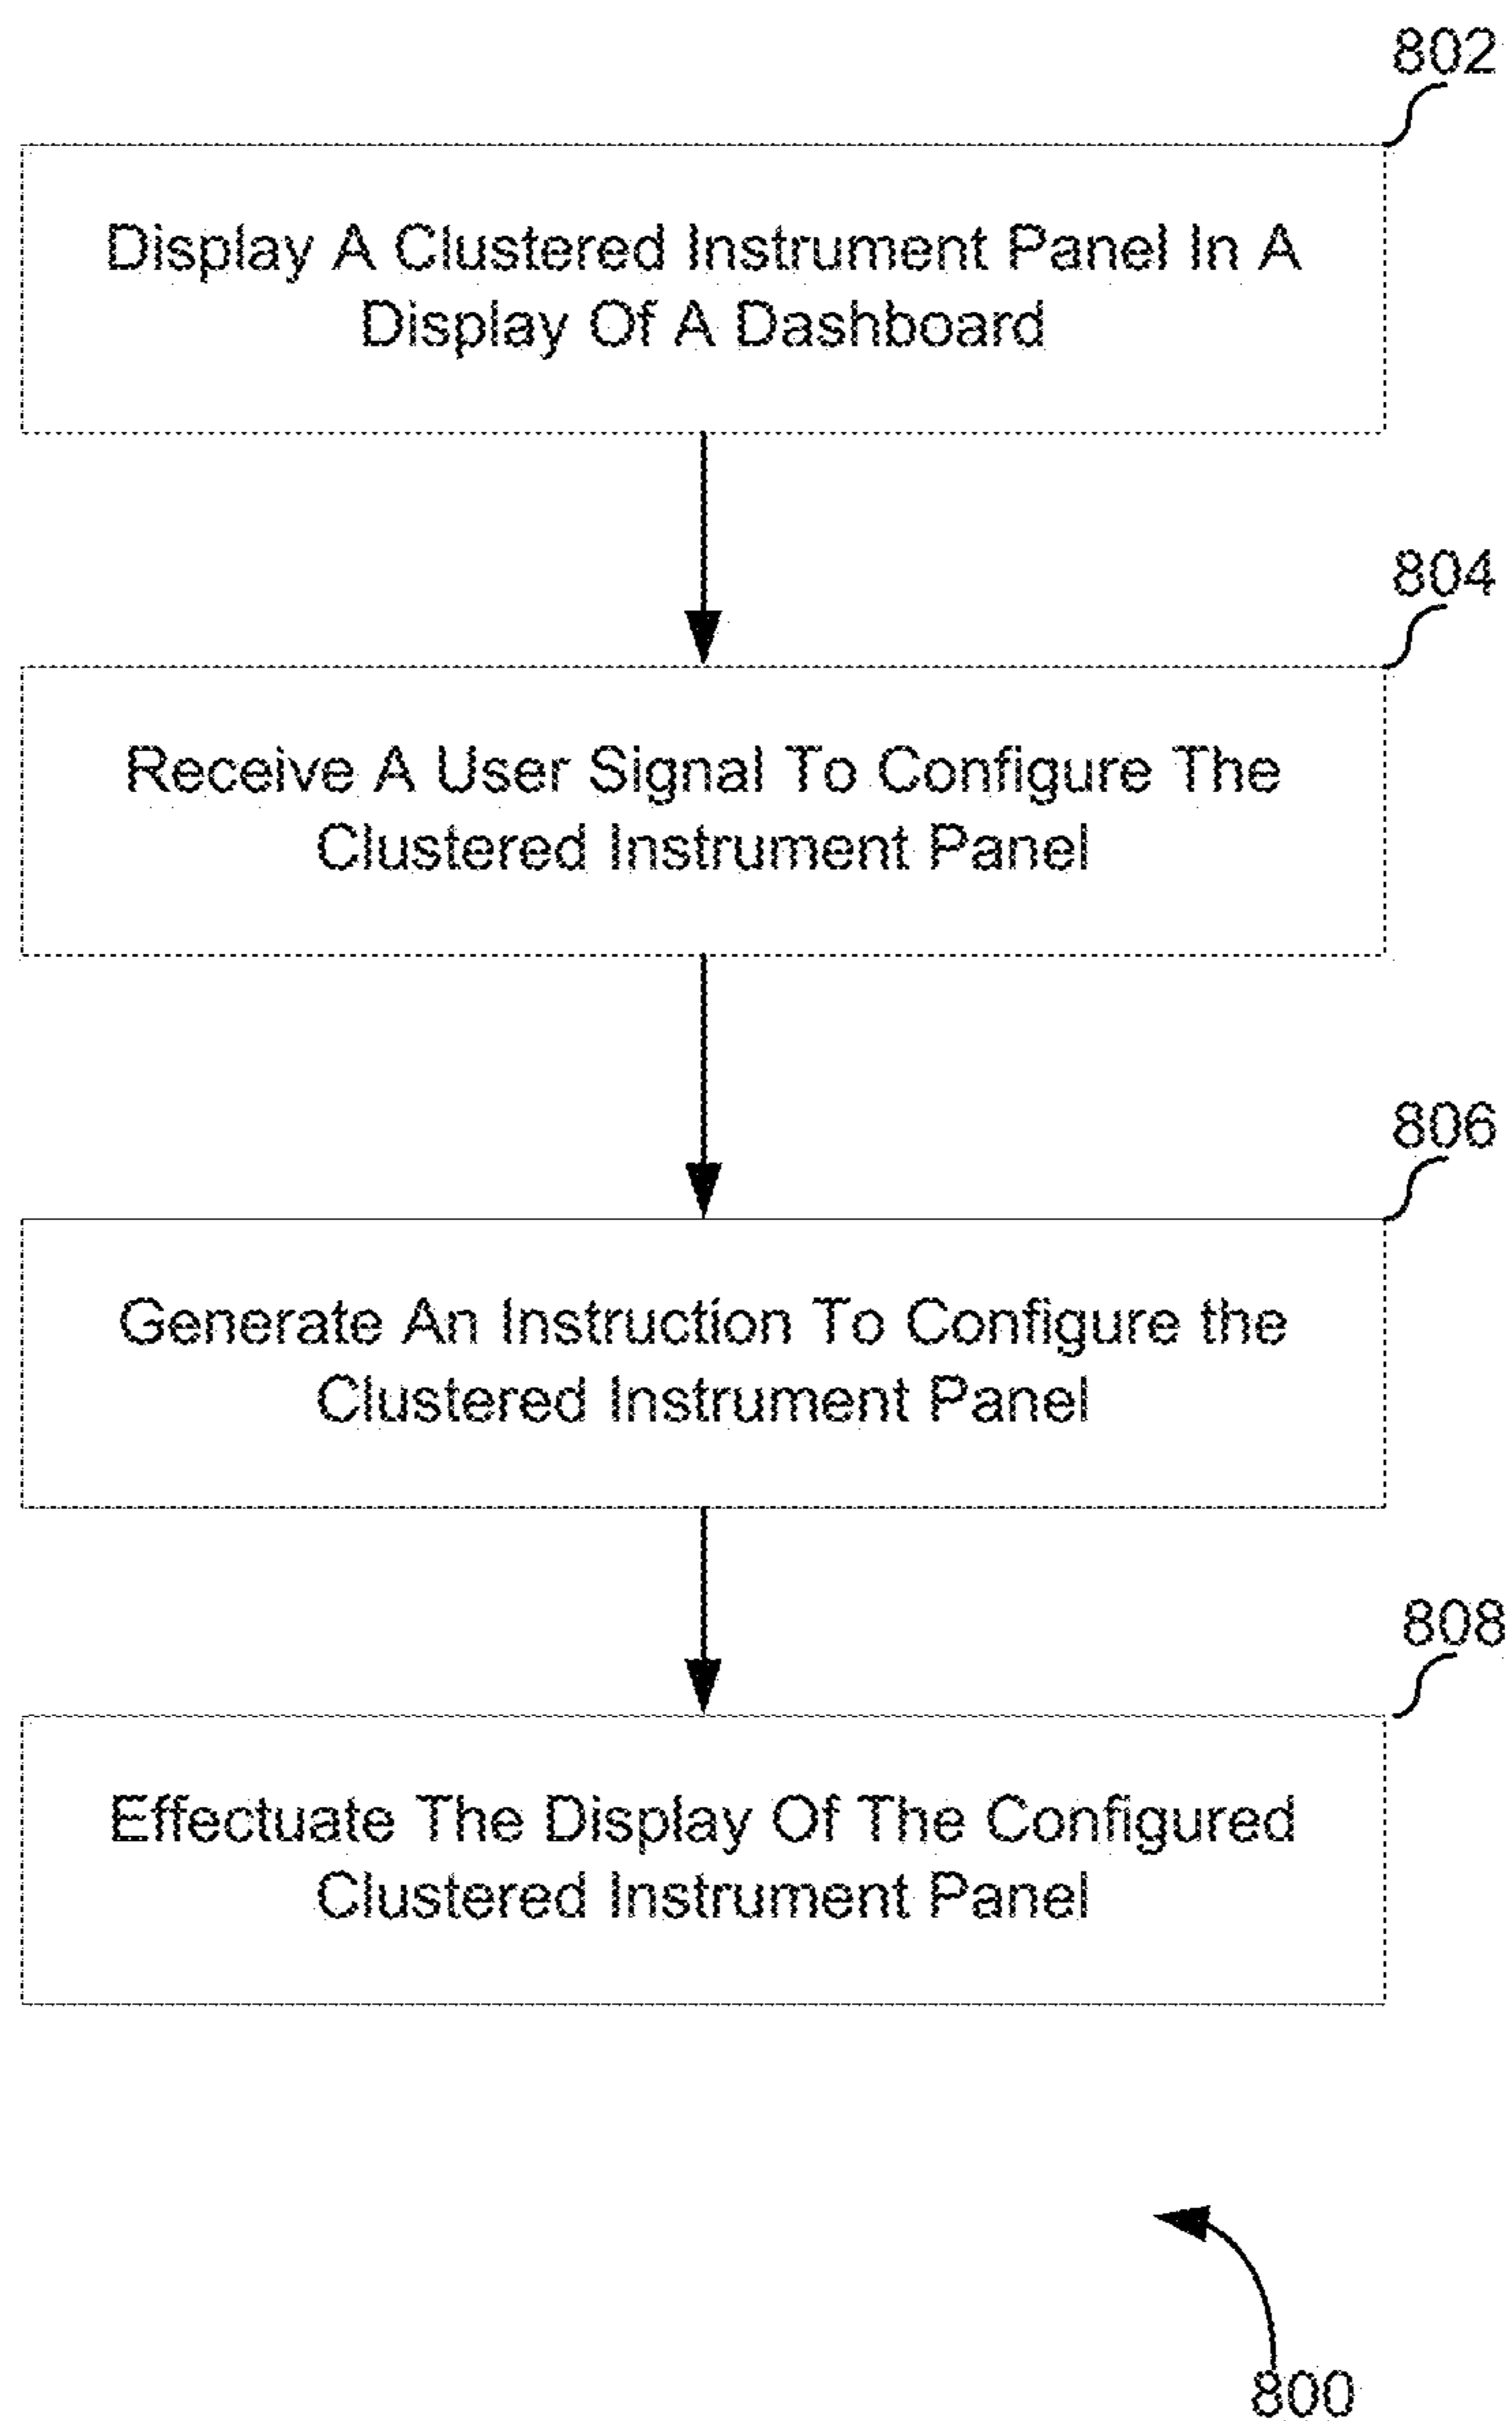 802
Display A Clustered Instrument Panel In A
Display Of A Dashboard
804
Receive A User Signal To Configure The
Clustered Instrument Panel
806
Generate An Instruction To Configure the
Clustered Instrument Panel
808
Effectuate The Display Of The Configured
Clustered Instrument Panel
800